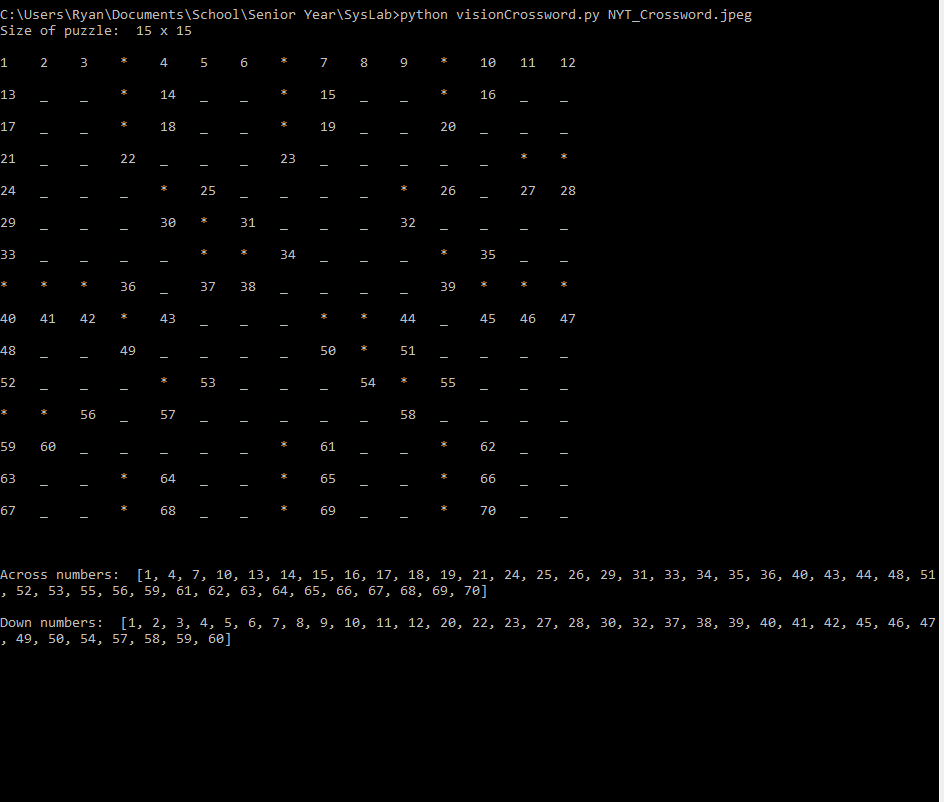 C:\Users\Ryan\Documents\School\Senior Year\SysLab>python visionCrossword.py NYT_Crossword.jpeg
Size of puzzle:  15 x 15
1 2 3 * 4 5 6 * 7 8 9 * 10 11 12
13 _ _ * 14 _ _ * 15 _ _ * 16 _ _
17 _ _ * 18 _ _ * 19 _ _ 20 _ _ _
21 _ _ 22 _ _ _ 23 _ _ _ _ _ * *
24 _ _ _ * 25 _ _ _ _ * 26 _ 27 28
29 _ _ _ 30 * 31 _ _ _ 32 _ _ _ _
33 _ _ _ _ * * 34 _ _ _ * 35 _ _
* * * 36 _ 37 38 _ _ _ _ 39 * * *
40 41 42 * 43 _ _ _ * * 44 _ 45 46 47
48 _ _ 49 _ _ _ _ 50 * 51 _ _ _ _
52 _ _ _ * 53 _ _ _ 54 * 55 _ _ _
* * 56 _ 57 _ _ _ _ _ 58 _ _ _ _
59 60 _ _ _ _ _ * 61 _ _ * 62 _ _
63 _ _ * 64 _ _ * 65 _ _ * 66 _ _
67 _ _ * 68 _ _ * 69 _ _ * 70 _ _
Across numbers:  [1, 4, 7, 10, 13, 14, 15, 16, 17, 18, 19, 21, 24, 25, 26, 29, 31, 33, 34, 35, 36, 40, 43, 44, 48, 51
, 52, 53, 55, 56, 59, 61, 62, 63, 64, 65, 66, 67, 68, 69, 70]
Down numbers:  [1, 2, 3, 4, 5, 6, 7, 8, 9, 10, 11, 12, 20, 22, 23, 27, 28, 30, 32, 37, 38, 39, 40, 41, 42, 45, 46, 47
, 49, 50, 54, 57, 58, 59, 60]